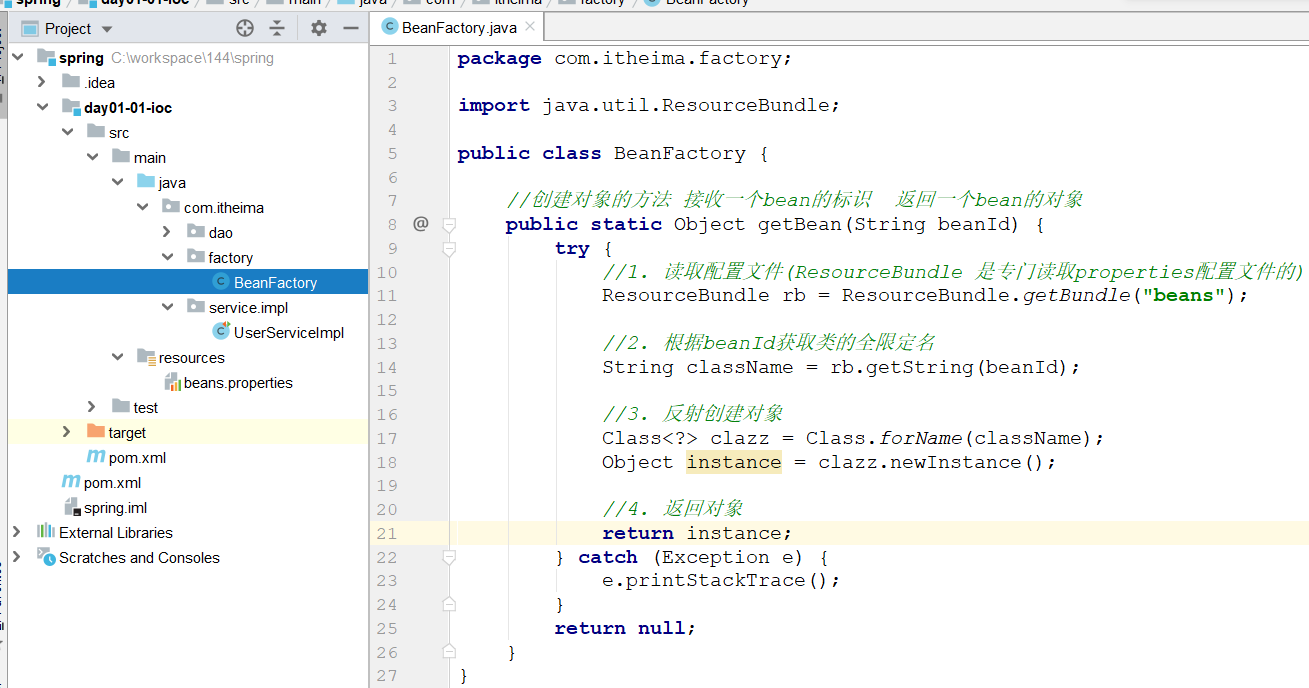 spring day01-01-ioc src main java com itheima factory BeanFactory
Project
spring C:\workspace\144\spring
.idea
day01-01-ioc
src
main
java
com.itheima
dao
factory
BeanFactory
service.impl
UserServiceImpl
resources
beans.properties
test
target
pom.xml
pom.xml
spring.iml
External Libraries
Scratches and Consoles
BeanFactory.java
1 package com.itheima.factory;
2
3 import java.util.ResourceBundle;
4
5 public class BeanFactory {
6
7 //创建对象的方法 接收一个bean的标识  返回一个bean的对象
8 @ public static Object getBean(String beanId) {
9 try {
10 //1. 读取配置文件(ResourceBundle 是专门读取properties配置文件的)
11 ResourceBundle rb = ResourceBundle.getBundle("beans");
12
13 //2. 根据beanId获取类的全限定名
14 String className = rb.getString(beanId);
15
16 //3. 反射创建对象
17 Class<?> clazz = Class.forName(className);
18 Object instance = clazz.newInstance();
19
20 //4. 返回对象
21 return instance;
22 } catch (Exception e) {
23 e.printStackTrace();
24 }
25 return null;
26 }
27 }